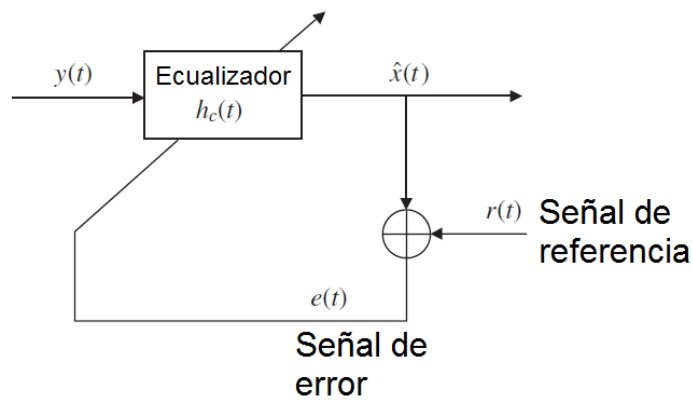 y(t)
Ecualizador
h_c(t)
x̂(t)
r(t)
Señal de
referencia
e(t)
Señal de
error